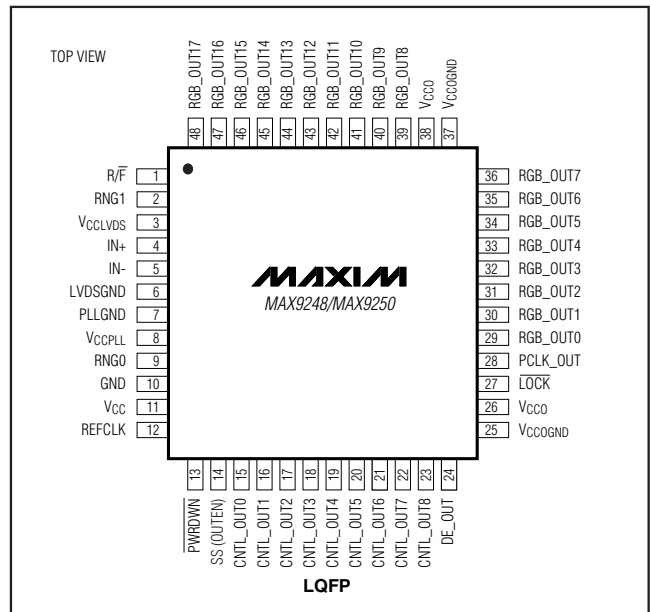 TOP VIEW
RGB_OUT17
RGB_OUT16
RGB_OUT15
RGB_OUT14
RGB_OUT13
RGB_OUT12
RGB_OUT11
RGB_OUT10
RGB_OUT9
RGB_OUT8
VCCO
VCCOGND
48
47
46
45
44
43
42
41
40
39
38
37
R/F̅ 1
RNG1 2
VCCLVDS 3
IN+ 4
IN- 5
LVDSGND 6
PLLGND 7
VCCPLL 8
RNG0 9
GND 10
VCC 11
REFCLK 12
MAXIM
MAX9248/MAX9250
36 RGB_OUT7
35 RGB_OUT6
34 RGB_OUT5
33 RGB_OUT4
32 RGB_OUT3
31 RGB_OUT2
30 RGB_OUT1
29 RGB_OUT0
28 PCLK_OUT
27 L̅O̅C̅K̅
26 VCCO
25 VCCOGND
13
14
15
16
17
18
19
20
21
22
23
24
P̅W̅R̅D̅W̅N̅
SS (OUTEN)
CNTL_OUT0
CNTL_OUT1
CNTL_OUT2
CNTL_OUT3
CNTL_OUT4
CNTL_OUT5
CNTL_OUT6
CNTL_OUT7
CNTL_OUT8
DE_OUT
LQFP